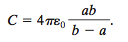 C = 4πε₀ ab / (b − a).